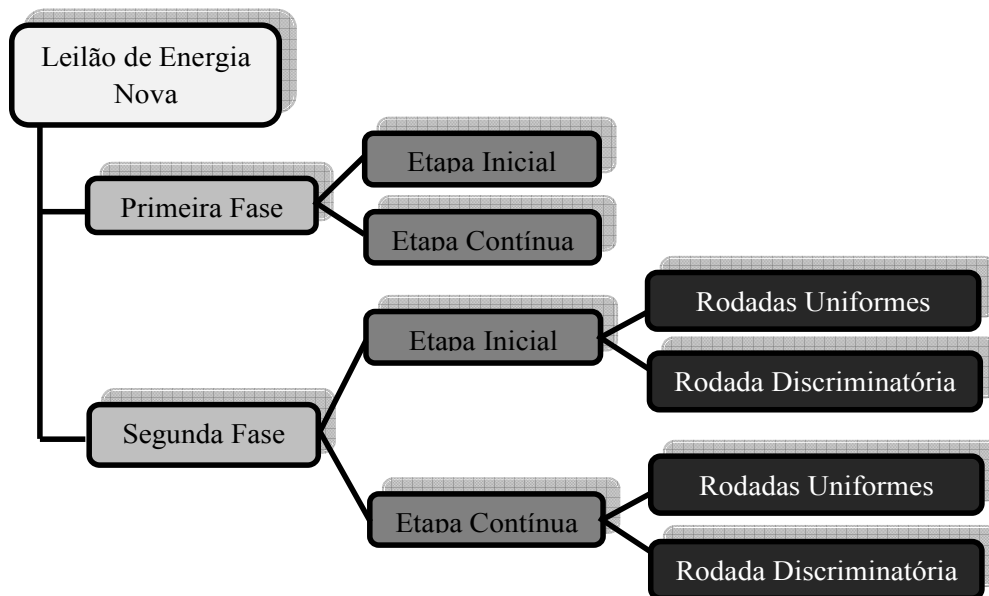 Leilão de Energia
Nova
Primeira Fase
Etapa Inicial
Etapa Contínua
Segunda Fase
Etapa Inicial
Rodadas Uniformes
Rodada Discriminatória
Etapa Contínua
Rodadas Uniformes
Rodada Discriminatória